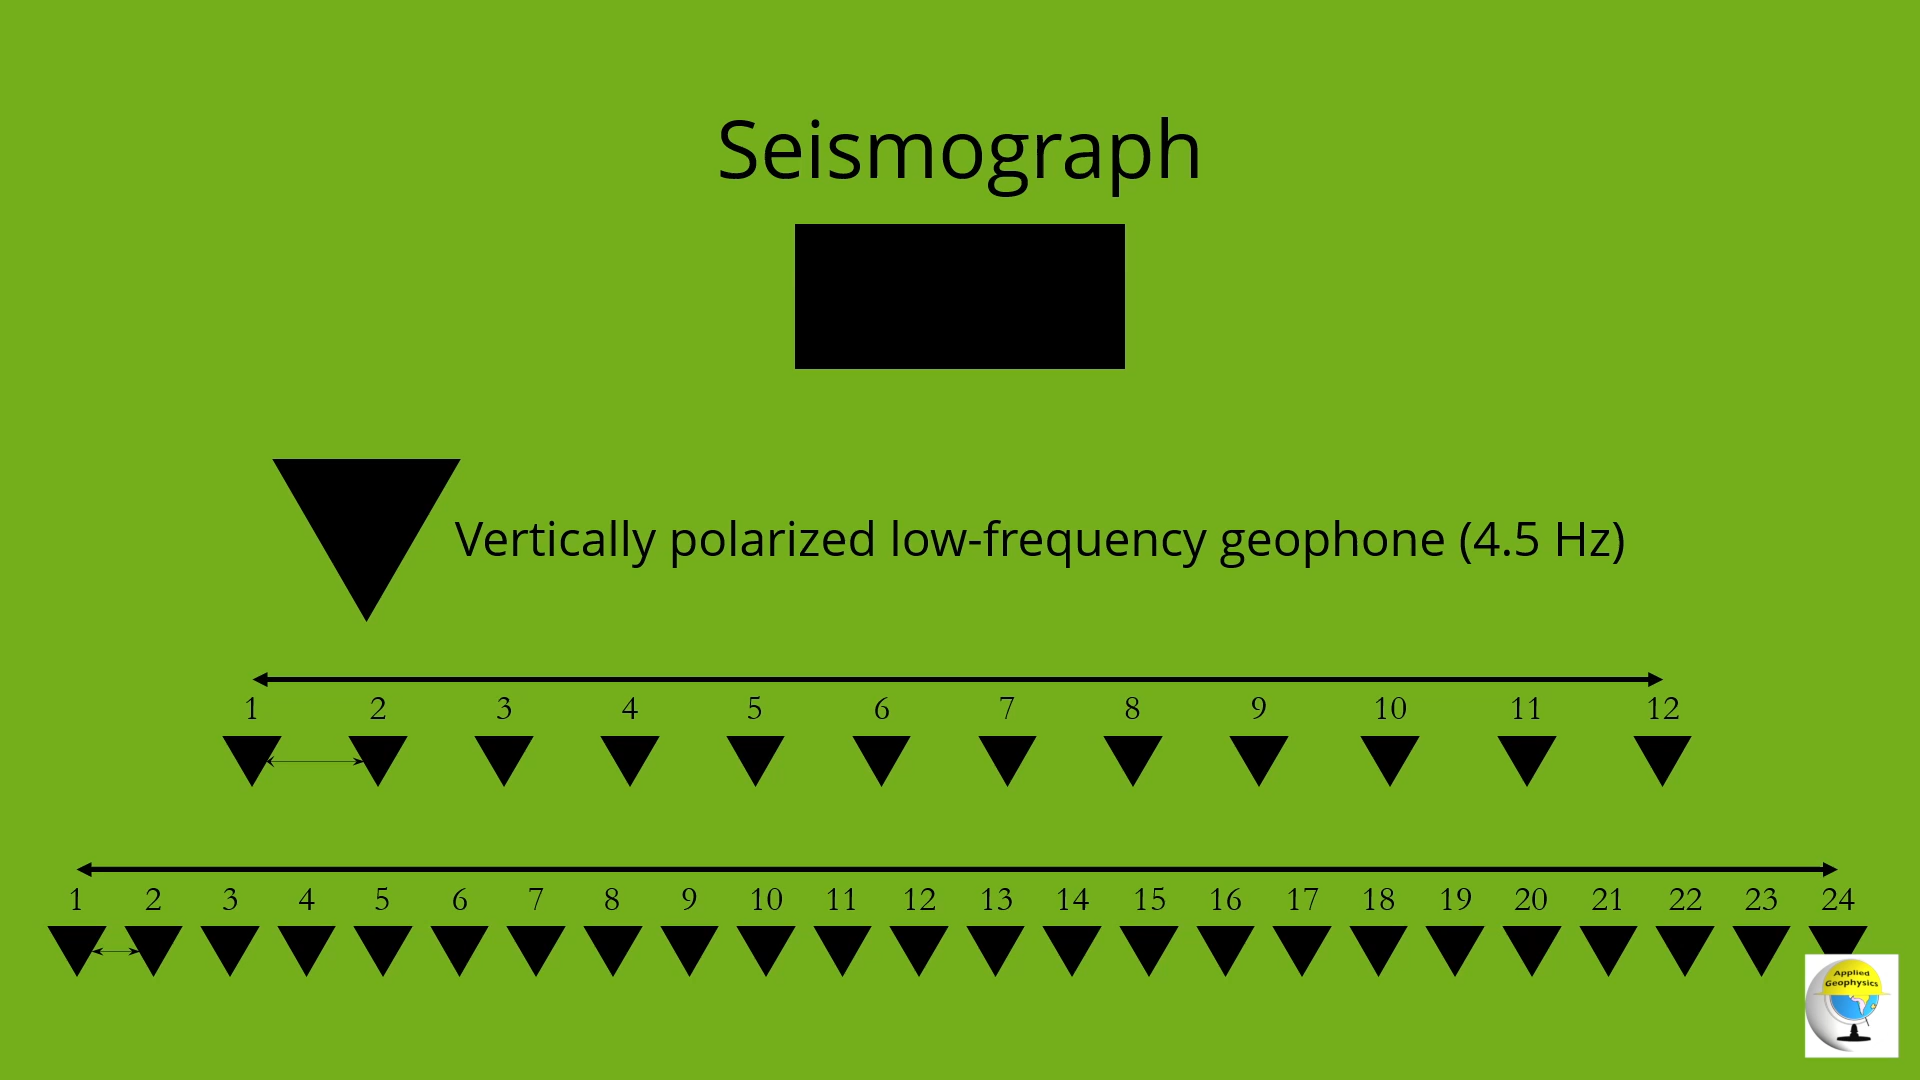 Seismograph
Vertically polarized low-frequency geophone (4.5 Hz)
1 2 3 4 5 6 7 8 9 10 11 12
1 2 3 4 5 6 7 8 9 10 11 12 13 14 15 16 17 18 19 20 21 22 23 24
Applied
Geophysics